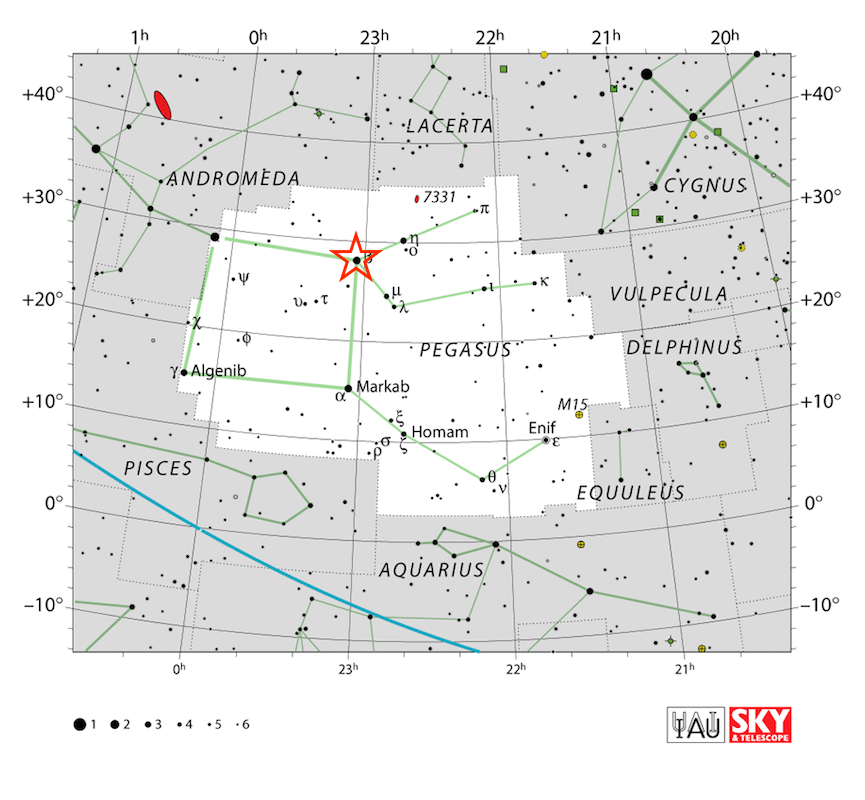 1h 0h 23h 22h 21h 20h
+40° +40°
LACERTA
ANDROMEDA
7331
CYGNUS
+30° +30°
π
η
ο
β
ψ
κ
ι
μ
λ
υ τ
VULPECULA
+20° +20°
χ
φ
PEGASUS
DELPHINUS
γ Algenib
α Markab
+10° +10°
M15
ξ
Homam
Enif
ε
σ ζ
ρ
PISCES
θ
ν
EQUULEUS
0° 0°
AQUARIUS
−10° −10°
0h 23h 22h 21h
1 2 3 4 5 6
IAU
SKY
& TELESCOPE